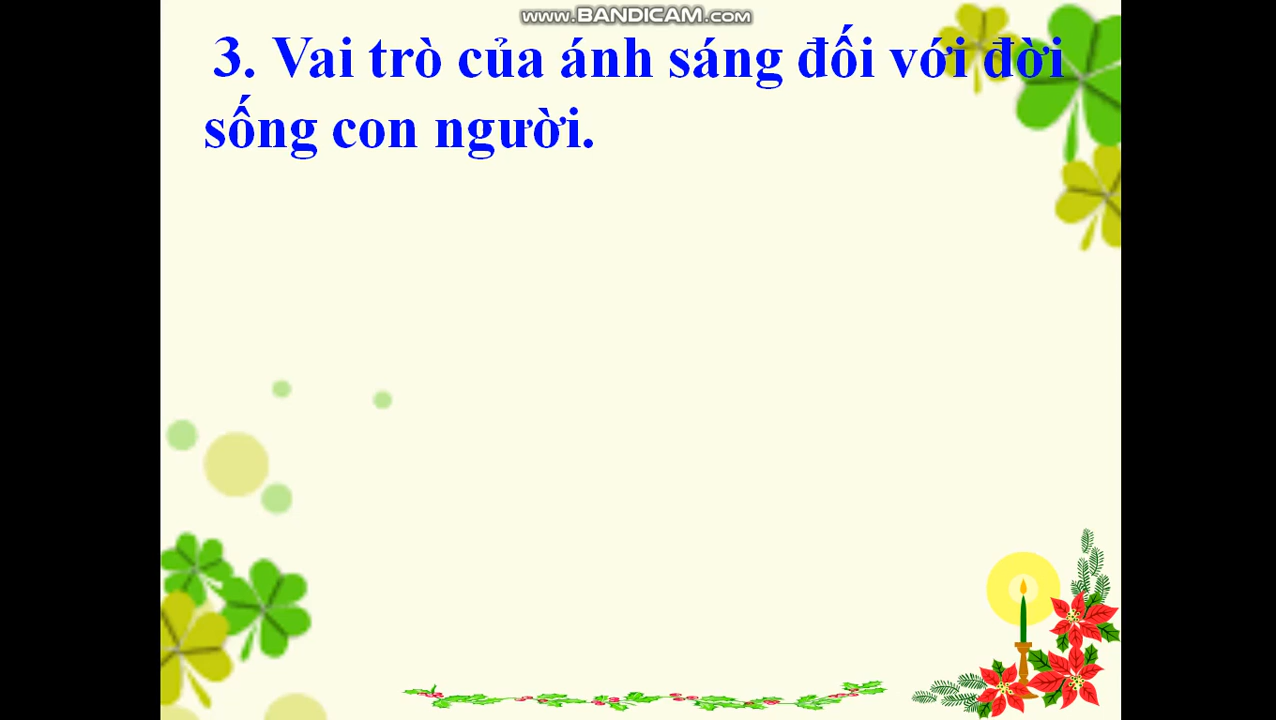 www.BANDICAM.com
3. Vai trò của ánh sáng đối với đời
sống con người.